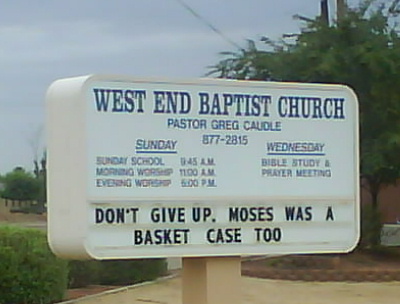 WEST END BAPTIST CHURCH
PASTOR GREG CAUDLE
877-2815
SUNDAY WEDNESDAY
SUNDAY SCHOOL 9:45 A.M. BIBLE STUDY &
MORNING WORSHIP 11:00 A.M. PRAYER MEETING
EVENING WORSHIP 6:00 P.M.
DON'T GIVE UP. MOSES WAS A
BASKET CASE TOO